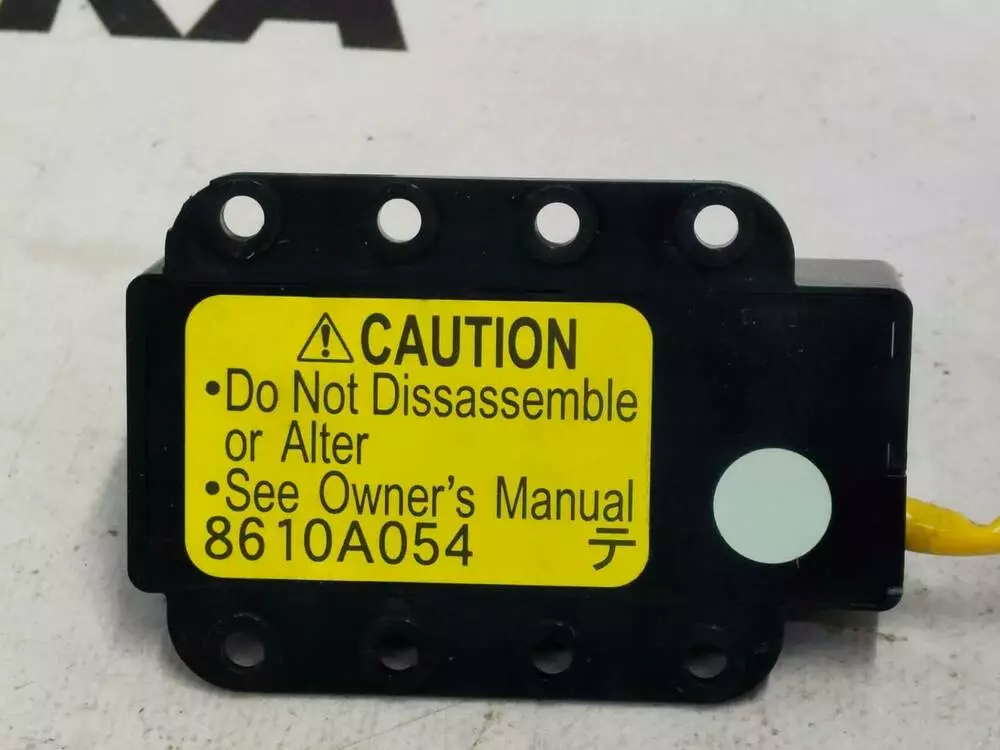 ⚠CAUTION
•Do Not Dissassemble
or Alter
•See Owner's Manual
8610A054 テ